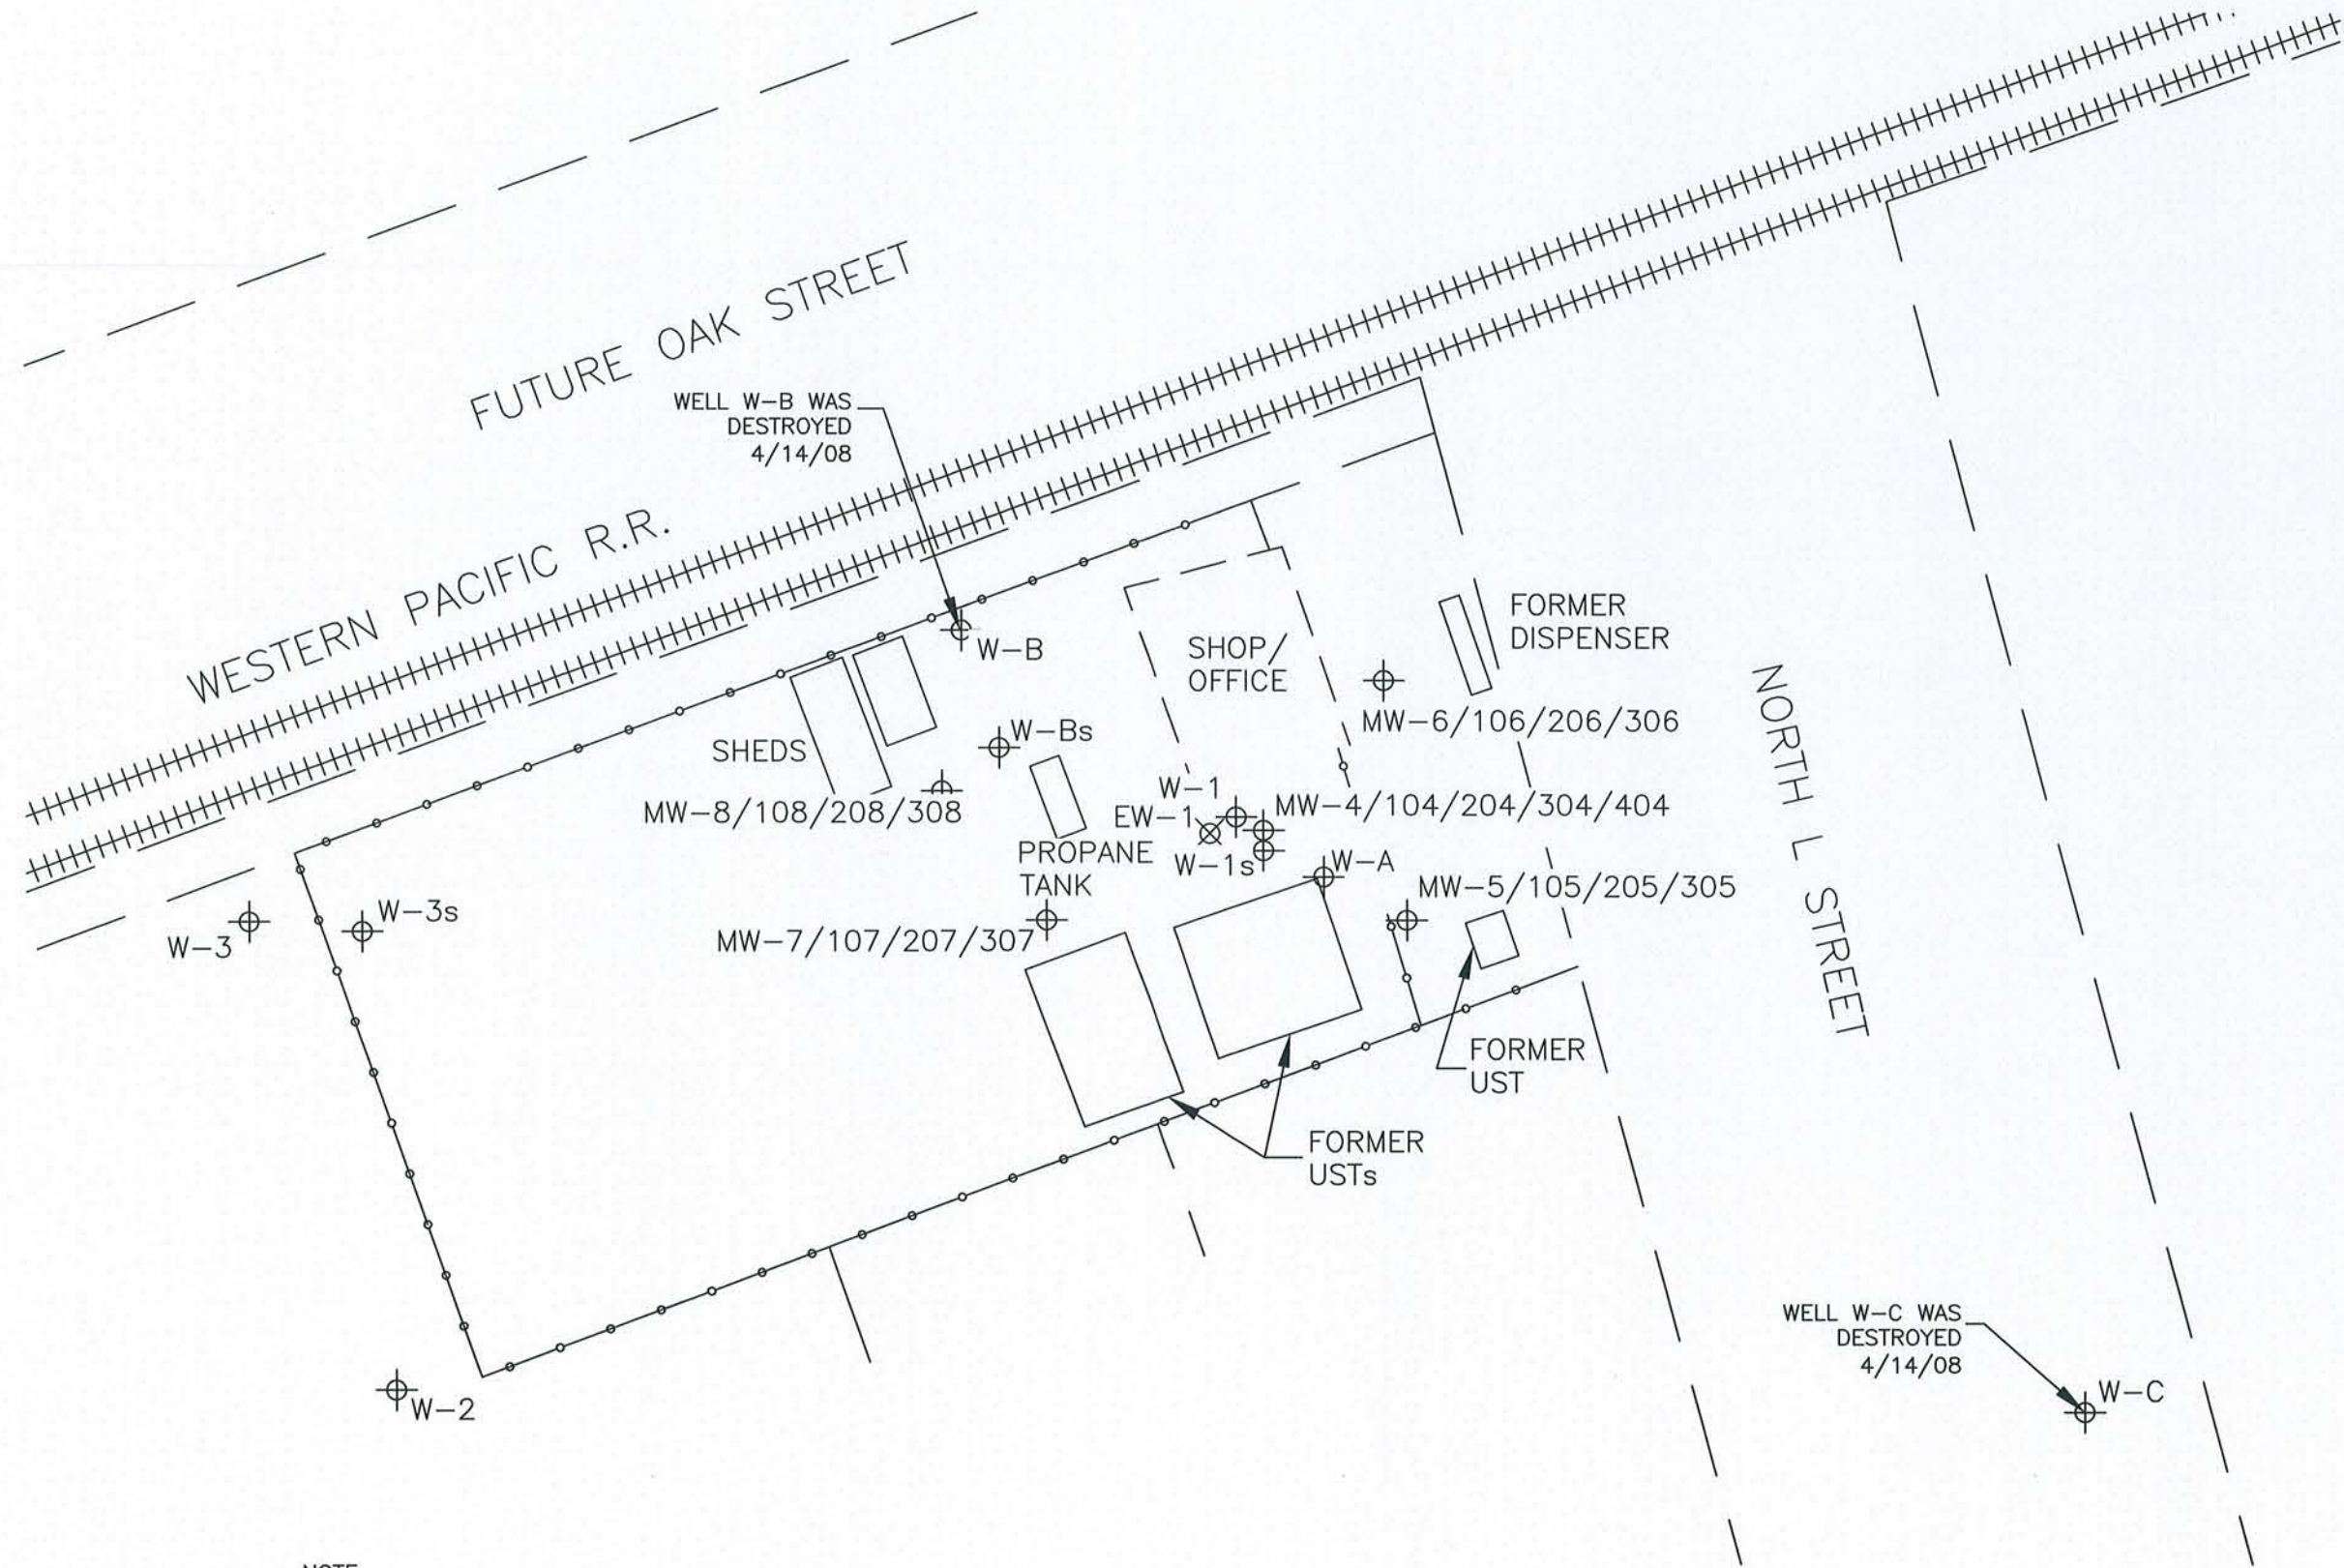 FUTURE OAK STREET
WELL W-B WAS
DESTROYED
4/14/08
WESTERN PACIFIC R.R.
FORMER
DISPENSER
SHOP/
OFFICE
W-B
NORTH L STREET
MW-6/106/206/306
W-Bs
SHEDS
W-1
MW-4/104/204/304/404
MW-8/108/208/308
EW-1
PROPANE
TANK
W-1s
W-A
MW-5/105/205/305
W-3s
W-3
MW-7/107/207/307
FORMER
UST
FORMER
USTs
WELL W-C WAS
DESTROYED
4/14/08
W-C
W-2
NOTE